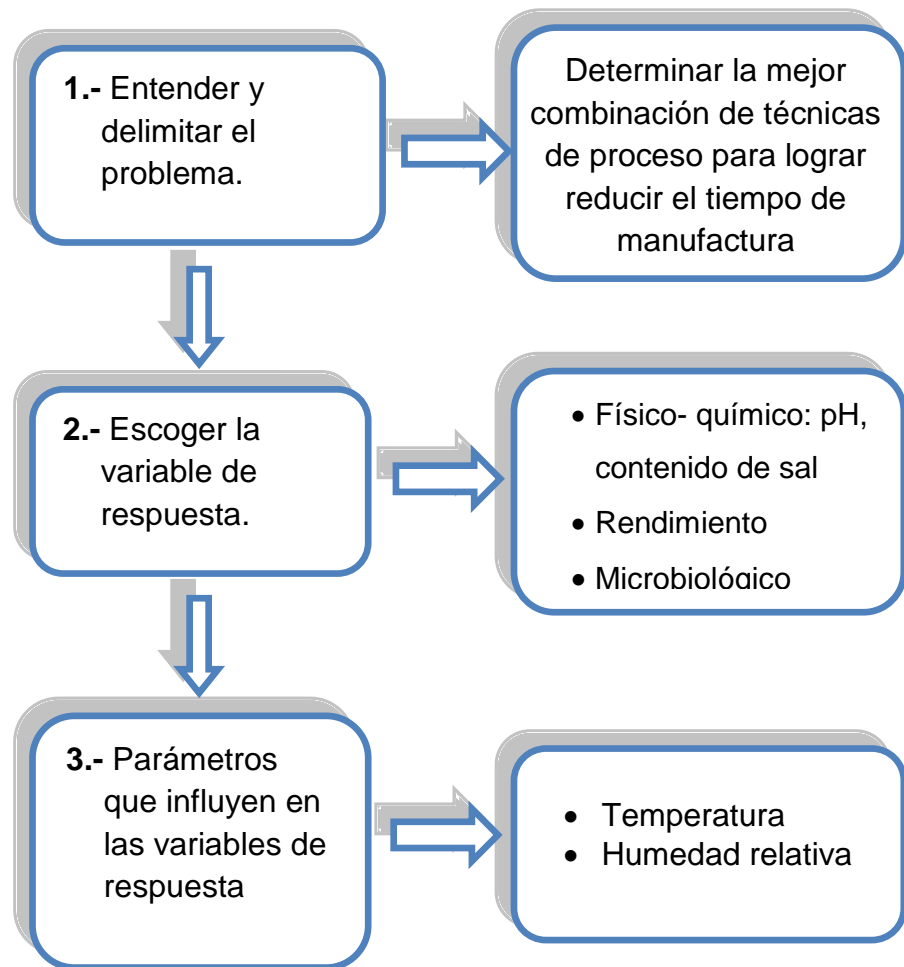 1.- Entender y
delimitar el
problema.
Determinar la mejor
combinación de técnicas
de proceso para lograr
reducir el tiempo de
manufactura
2.- Escoger la
variable de
respuesta.
• Físico- químico: pH,
contenido de sal
• Rendimiento
• Microbiológico
3.- Parámetros
que influyen en
las variables de
respuesta
• Temperatura
• Humedad relativa